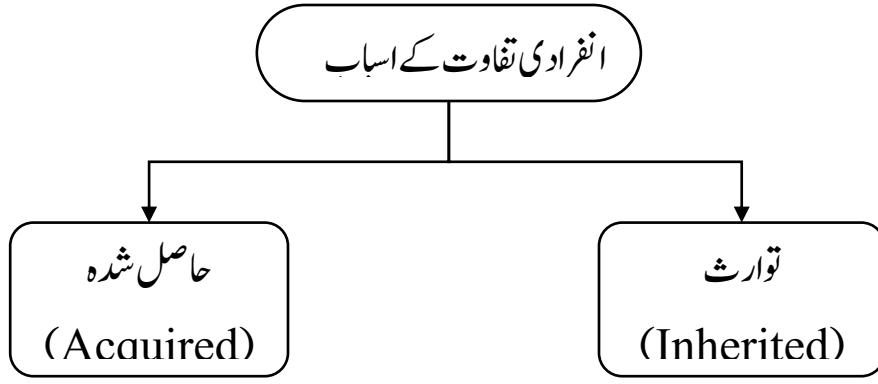 انفرادی تفاوت کے اسباب
توارث
(Inherited)
حاصل شدہ
(Acquired)